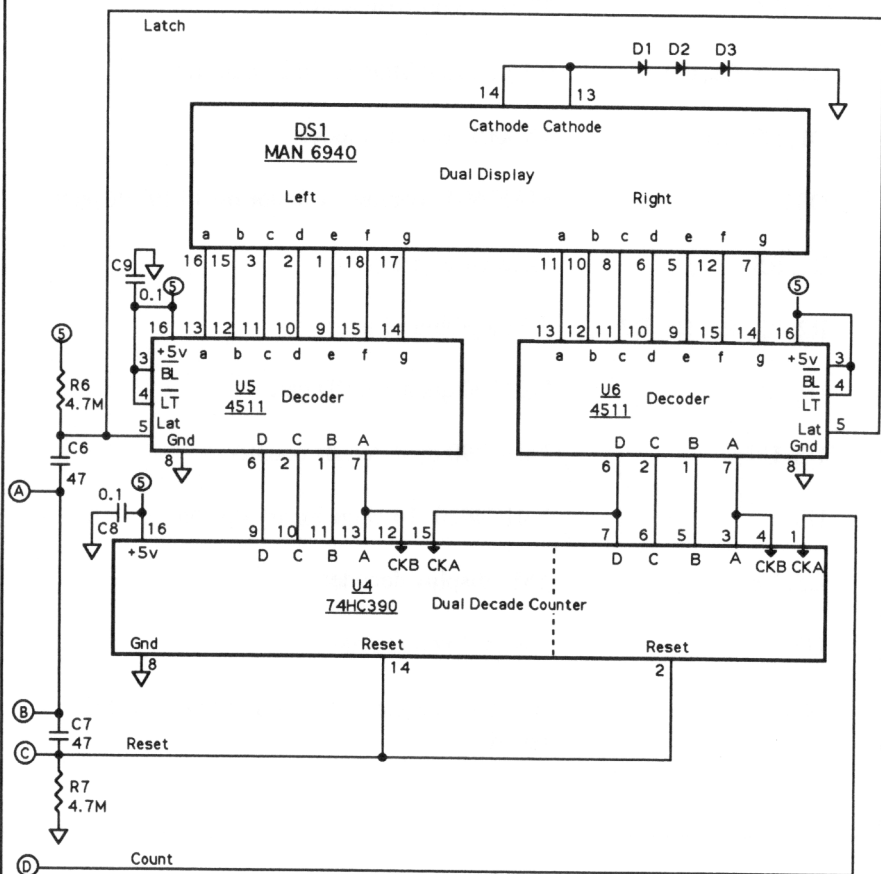 Latch
D1 D2 D3
14 13
Cathode Cathode
DS1
MAN 6940
Dual Display
Left Right
a b c d e f g a b c d e f g
16 15 3 2 1 18 17 11 10 8 6 5 12 7
C9
0.1
5 5
5
16 13 12 11 10 9 15 14 13 12 11 10 9 15 14 16
+5v a b c d e f g a b c d e f g +5v
3 BL BL 3
4 LT LT 4
R6
4.7M
U5
4511 Decoder
U6
4511 Decoder
5 Lat Lat 5
Gnd D C B A D C B A Gnd
8 6 2 1 7 6 2 1 7 8
C6
47
A
0.1
C8
5
16 9 10 11 13 12 15 7 6 5 3 4 1
+5v D C B A CKB CKA D C B A CKB CKA
U4
74HC390 Dual Decade Counter
Gnd Reset Reset
8 14 2
B
C7
47
C Reset
R7
4.7M
D Count